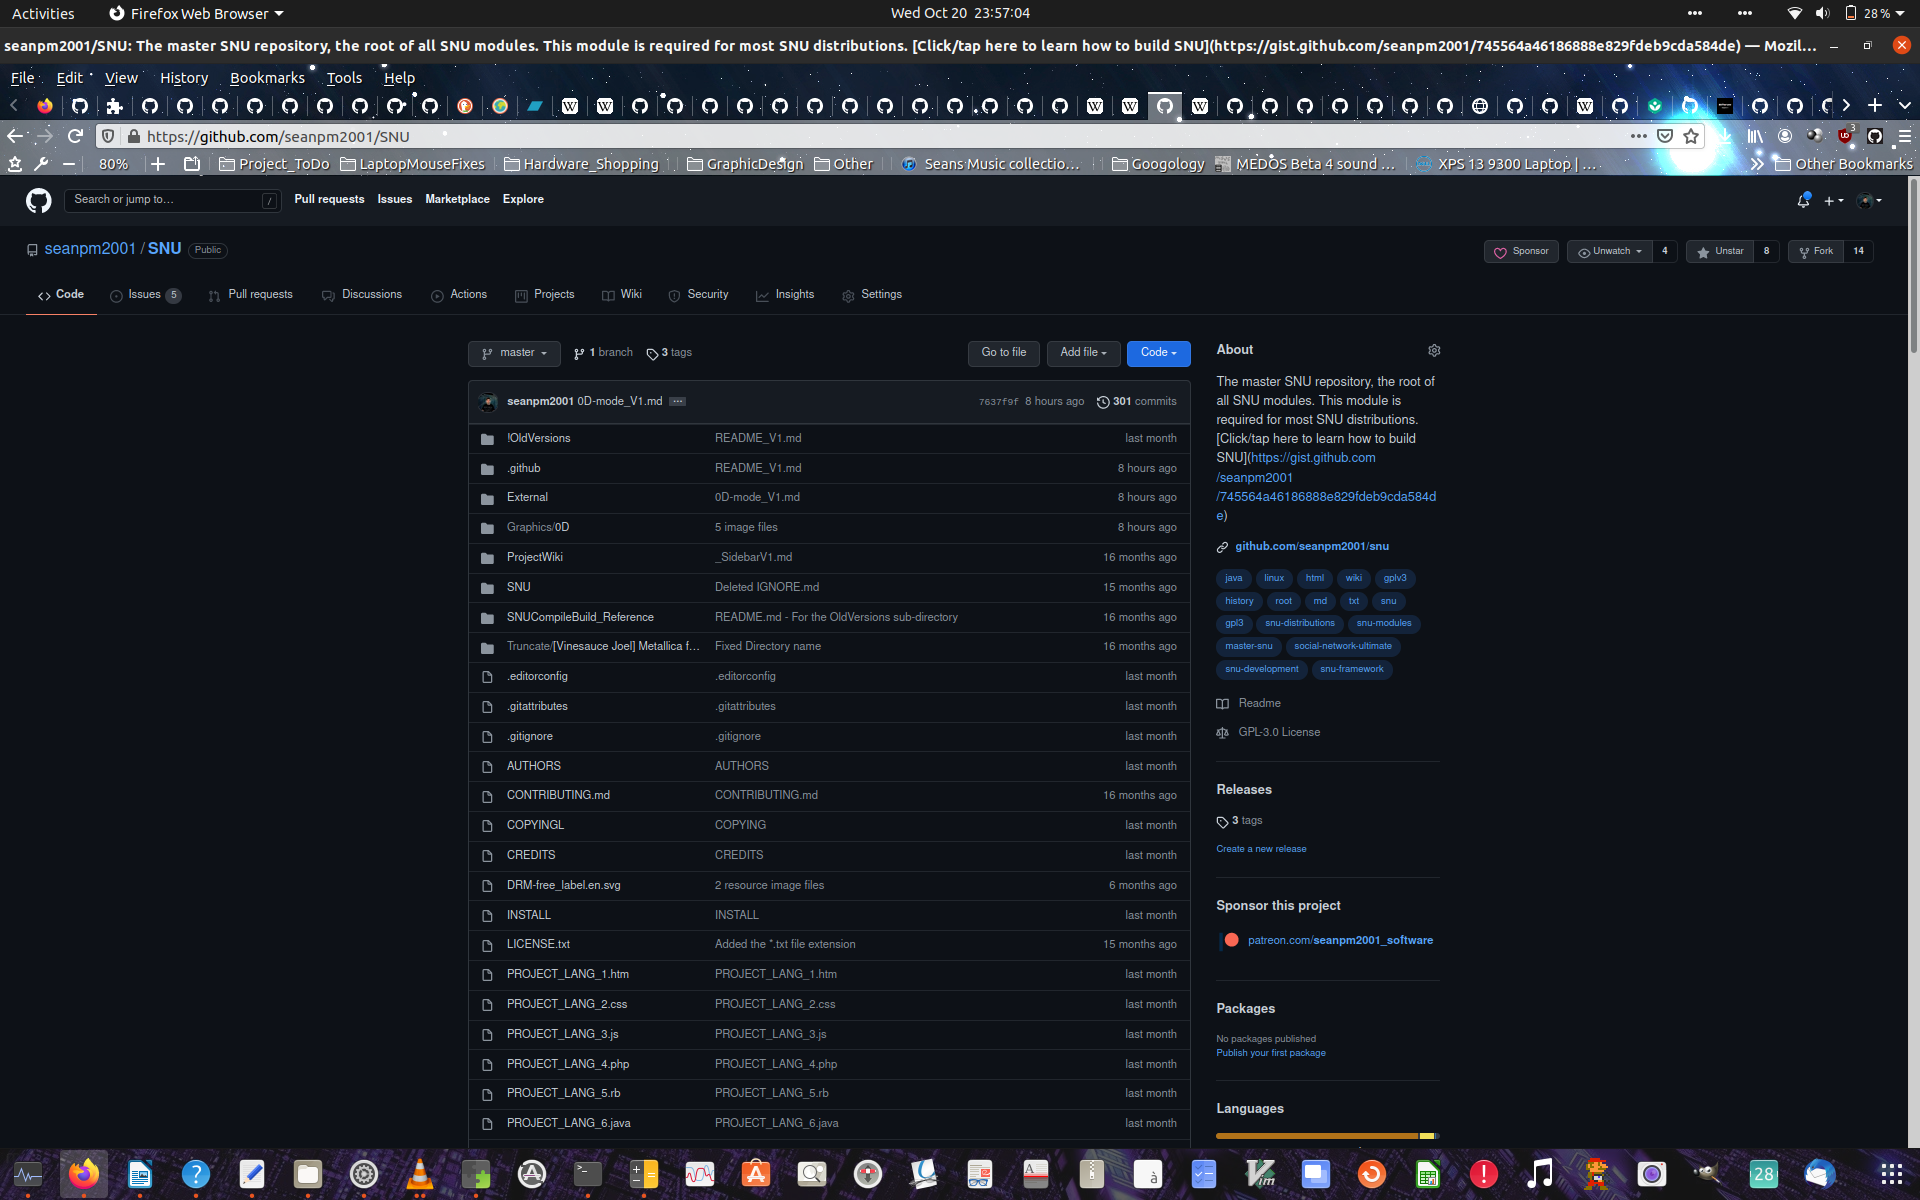 Activities
Firefox Web Browser
Wed Oct 20 23:57:04
28 %
seanpm2001/SNU: The master SNU repository, the root of all SNU modules. This module is required for most SNU distributions. [Click/tap here to learn how to build SNU](https://gist.github.com/seanpm2001/745564a46186888e829fdeb9cda584de) — Mozil...
File Edit View History Bookmarks Tools Help
https://github.com/seanpm2001/SNU
3
80%
Project_ToDo
LaptopMouseFixes
Hardware_Shopping
GraphicDesign
Other
Seans Music collectio...
Googology
MEDOS Beta 4 sound ...
XPS 13 9300 Laptop | ...
Other Bookmarks
Search or jump to... /
Pull requests Issues Marketplace Explore
seanpm2001 / SNU Public
Sponsor
Unwatch 4
Unstar 8
Fork 14
Code
Issues 5
Pull requests
Discussions
Actions
Projects
Wiki
Security
Insights
Settings
master 1 branch 3 tags
Go to file
Add file
Code
seanpm2001 0D-mode_V1.md ... 7637f9f 8 hours ago 301 commits
!OldVersions README_V1.md last month
.github README_V1.md 8 hours ago
External 0D-mode_V1.md 8 hours ago
Graphics/0D 5 image files 8 hours ago
ProjectWiki _SidebarV1.md 16 months ago
SNU Deleted IGNORE.md 15 months ago
SNUCompileBuild_Reference README.md - For the OldVersions sub-directory 16 months ago
Truncate/[Vinesauce Joel] Metallica f... Fixed Directory name 16 months ago
.editorconfig .editorconfig last month
.gitattributes .gitattributes last month
.gitignore .gitignore last month
AUTHORS AUTHORS last month
CONTRIBUTING.md CONTRIBUTING.md 16 months ago
COPYINGL COPYING last month
CREDITS CREDITS last month
DRM-free_label.en.svg 2 resource image files 6 months ago
INSTALL INSTALL last month
LICENSE.txt Added the *.txt file extension 15 months ago
PROJECT_LANG_1.htm PROJECT_LANG_1.htm last month
PROJECT_LANG_2.css PROJECT_LANG_2.css last month
PROJECT_LANG_3.js PROJECT_LANG_3.js last month
PROJECT_LANG_4.php PROJECT_LANG_4.php last month
PROJECT_LANG_5.rb PROJECT_LANG_5.rb last month
PROJECT_LANG_6.java PROJECT_LANG_6.java last month
About
The master SNU repository, the root of
all SNU modules. This module is
required for most SNU distributions.
[Click/tap here to learn how to build
SNU](https://gist.github.com
/seanpm2001
/745564a46186888e829fdeb9cda584d
e)
github.com/seanpm2001/snu
java linux html wiki gplv3
history root md txt snu
gpl3 snu-distributions snu-modules
master-snu social-network-ultimate
snu-development snu-framework
Readme
GPL-3.0 License
Releases
3 tags
Create a new release
Sponsor this project
patreon.com/seanpm2001_software
Packages
No packages published
Publish your first package
Languages
28